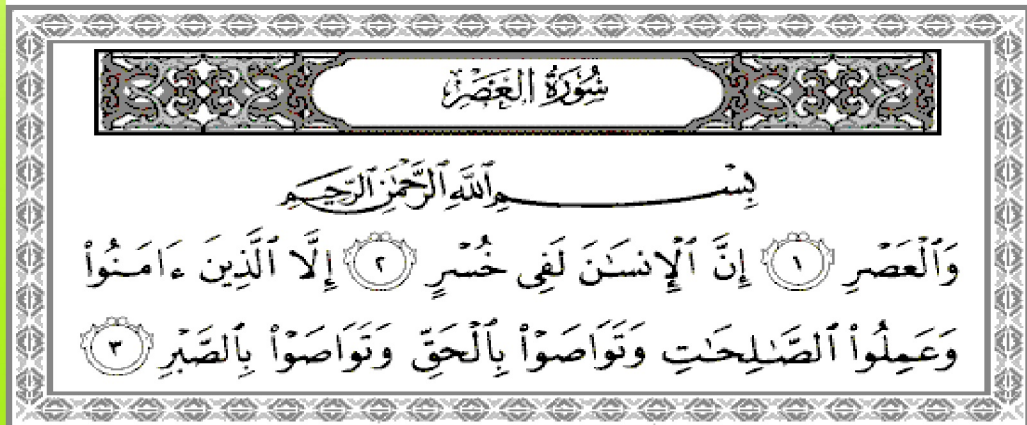 سُورَةُ العَصْرِ
بِسْمِ ٱللَّهِ ٱلرَّحْمَٰنِ ٱلرَّحِيمِ
وَٱلْعَصْرِ ١ إِنَّ ٱلْإِنسَٰنَ لَفِى خُسْرٍ ٢ إِلَّا ٱلَّذِينَ ءَامَنُوا۟
وَعَمِلُوا۟ ٱلصَّٰلِحَٰتِ وَتَوَاصَوْا۟ بِٱلْحَقِّ وَتَوَاصَوْا۟ بِٱلصَّبْرِ ٣